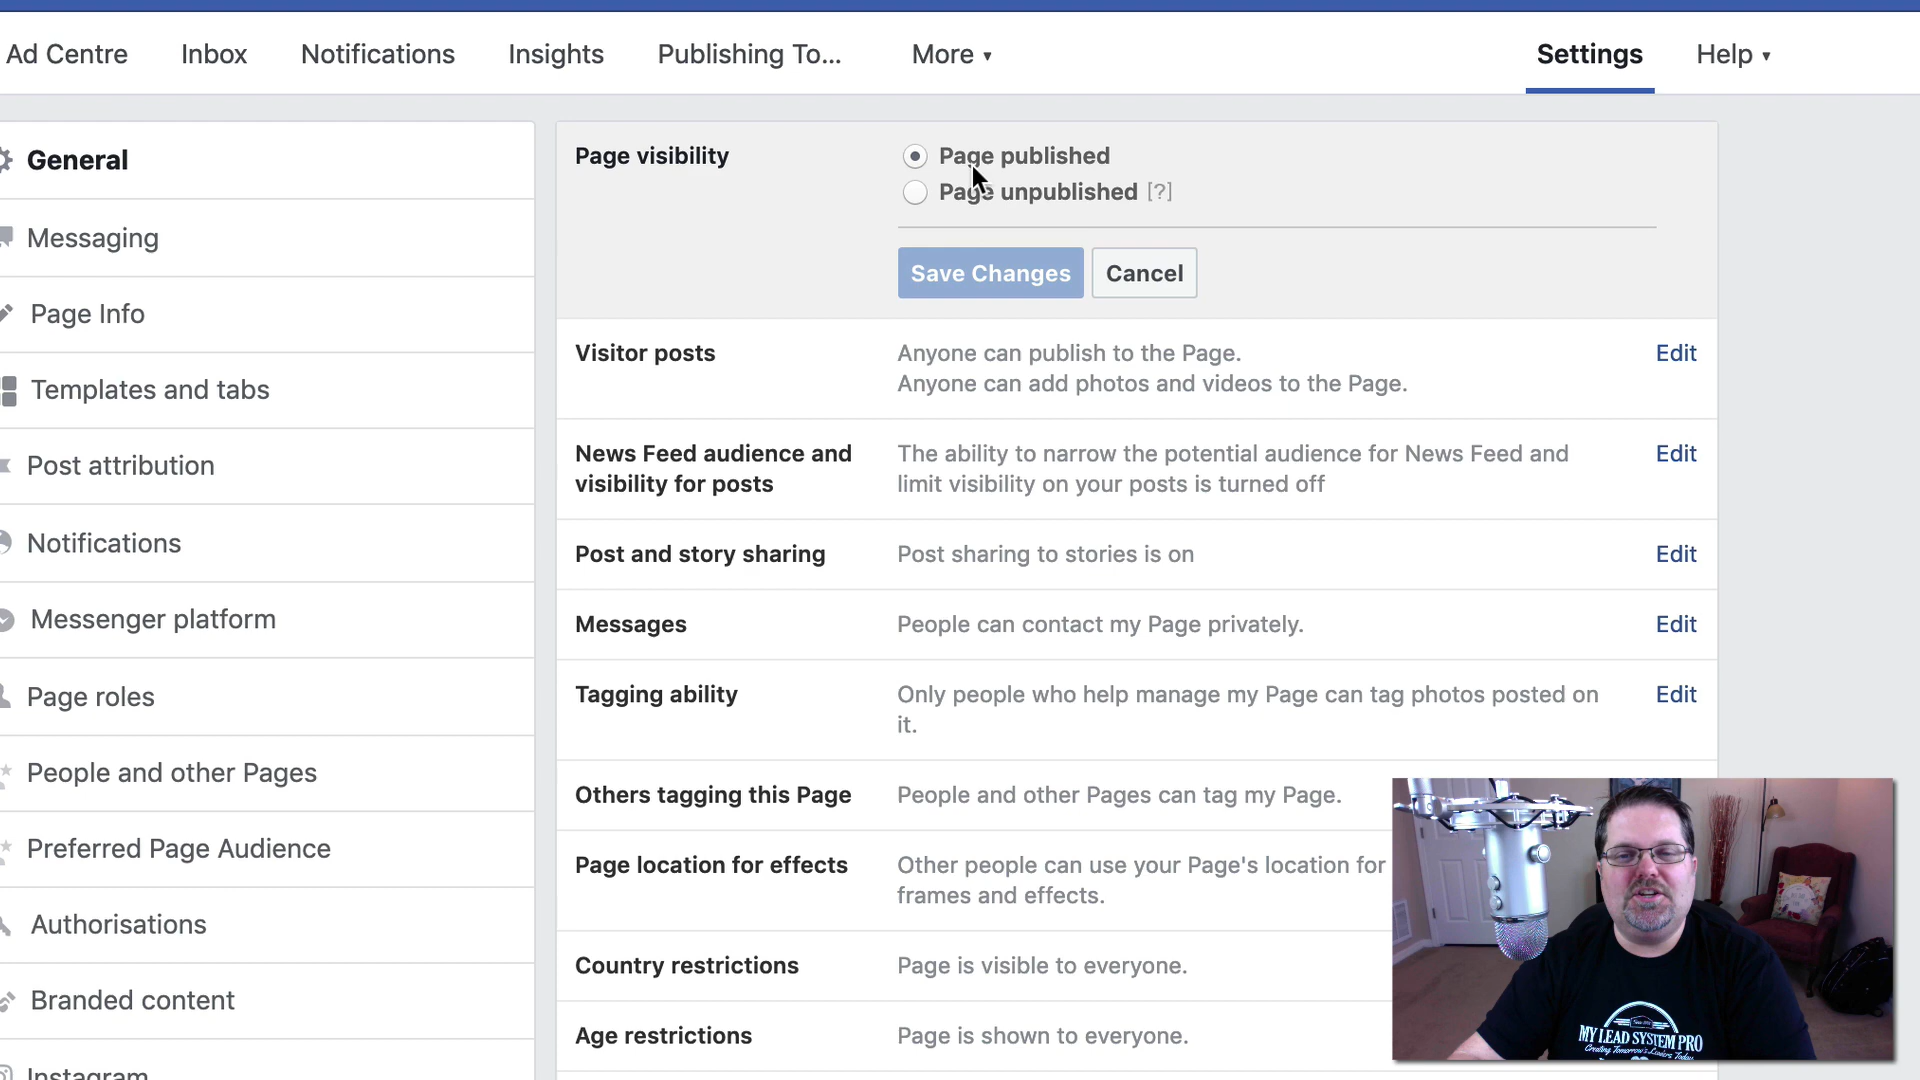 Ad Centre Inbox Notifications Insights Publishing To... More ▾ Settings Help ▾
General
Messaging
Page Info
Templates and tabs
Post attribution
Notifications
Messenger platform
Page roles
People and other Pages
Preferred Page Audience
Authorisations
Branded content
Instagram
Page visibility
Page published
Page unpublished [?]
Save Changes Cancel
Visitor posts
Anyone can publish to the Page.
Anyone can add photos and videos to the Page.
Edit
News Feed audience and
visibility for posts
The ability to narrow the potential audience for News Feed and
limit visibility on your posts is turned off
Edit
Post and story sharing
Post sharing to stories is on
Edit
Messages
People can contact my Page privately.
Edit
Tagging ability
Only people who help manage my Page can tag photos posted on
it.
Edit
Others tagging this Page
People and other Pages can tag my Page.
Page location for effects
Other people can use your Page's location for
frames and effects.
Country restrictions
Page is visible to everyone.
Age restrictions
Page is shown to everyone.
MY LEAD SYSTEM PRO
Creating Tomorrow's Leaders Today